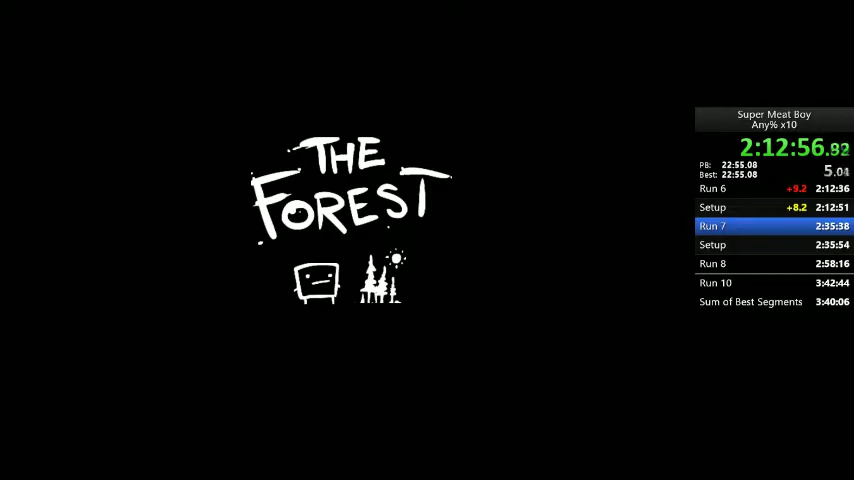 THE
FOREST
Super Meat Boy
Any% x10
2:12:56.92
PB: 22:55.08
Best: 22:55.08
5.04
Run 6 +9.2 2:12:36
Setup +8.2 2:12:51
Run 7 2:35:38
Setup 2:35:54
Run 8 2:58:16
Run 10 3:42:44
Sum of Best Segments 3:40:06